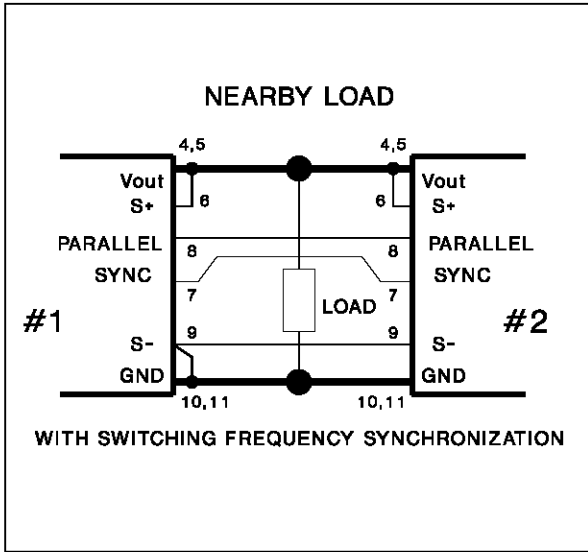 NEARBY LOAD
4,5 4,5
Vout Vout
S+ 6 6 S+
PARALLEL 8 8 PARALLEL
SYNC 7 7 SYNC
LOAD
#1 #2
S- 9 9 S-
GND GND
10,11 10,11
WITH SWITCHING FREQUENCY SYNCHRONIZATION